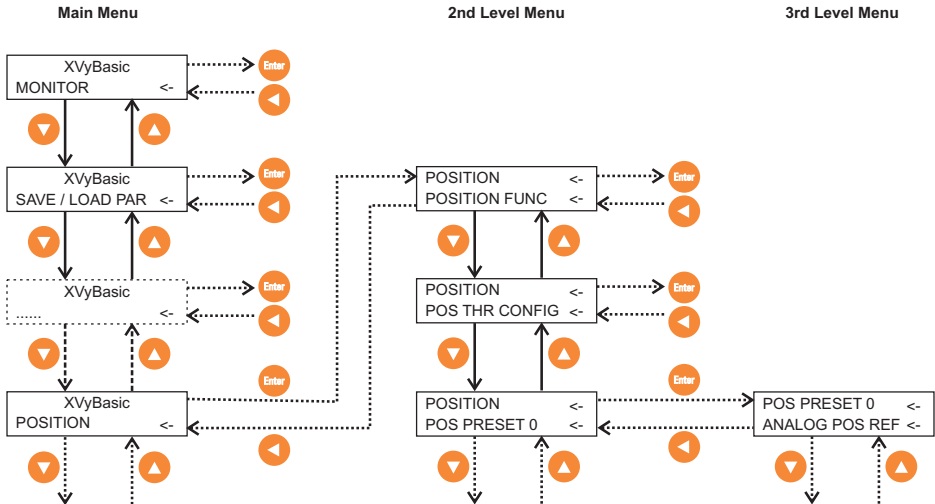 Main Menu
2nd Level Menu
3rd Level Menu
XVyBasic
MONITOR <-
Enter
XVyBasic
SAVE / LOAD PAR <-
Enter
POSITION <-
POSITION FUNC <-
Enter
XVyBasic
...... <-
Enter
POSITION <-
POS THR CONFIG <-
Enter
XVyBasic
POSITION <-
Enter
POSITION <-
POS PRESET 0 <-
Enter
POS PRESET 0 <-
ANALOG POS REF <-